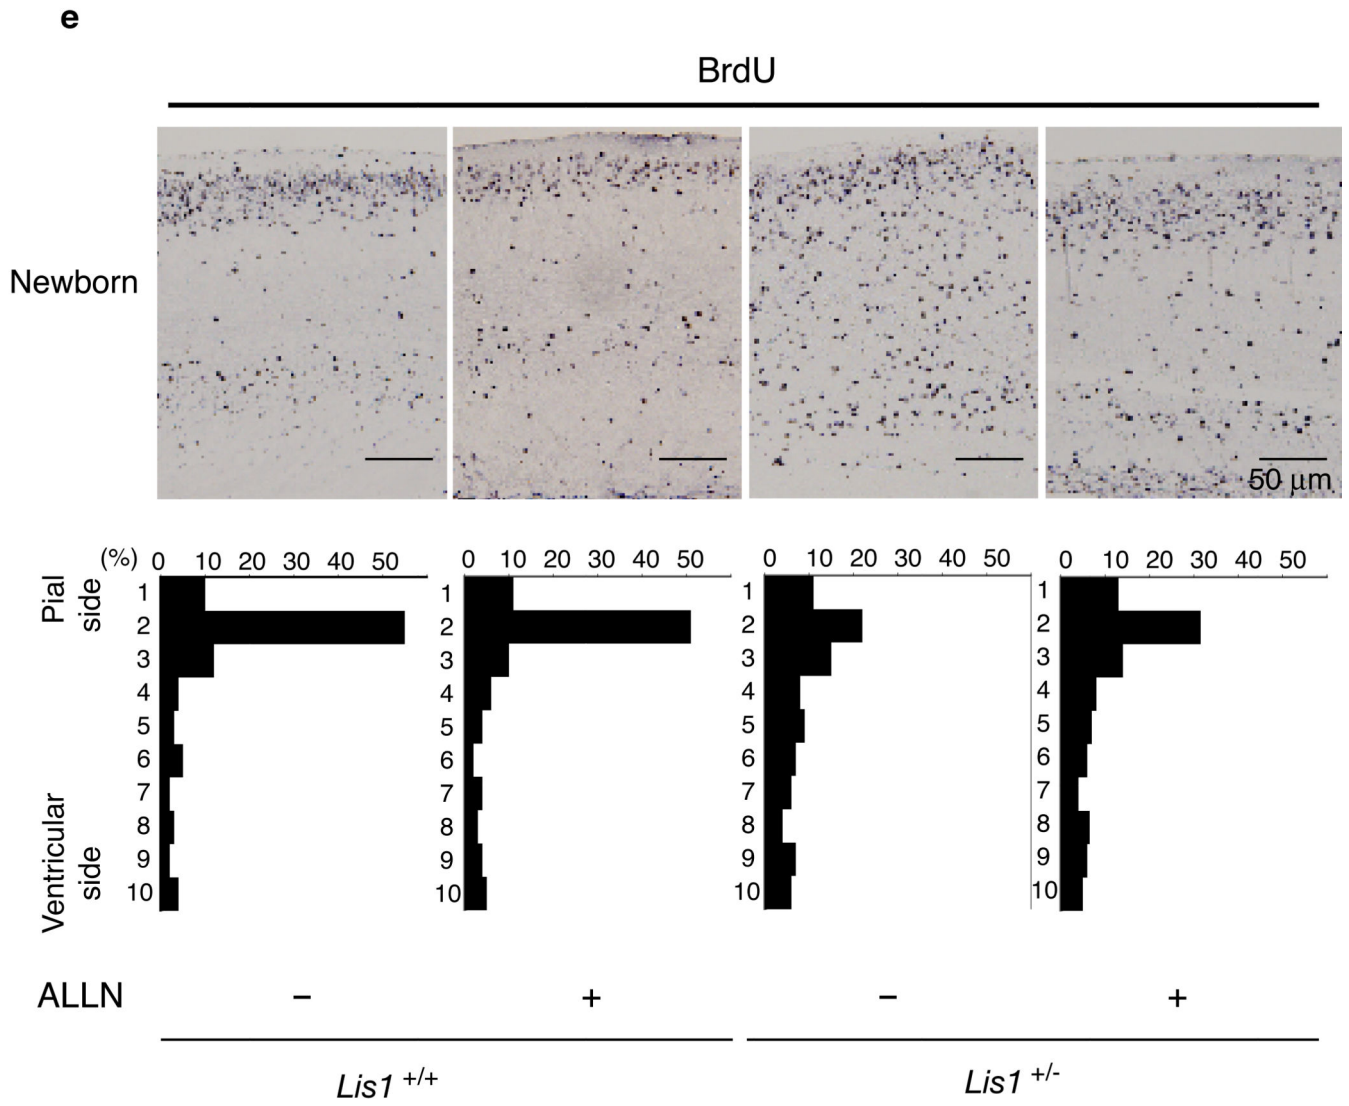 e
BrdU
Newborn
50 μm
(%) 0 10 20 30 40 50 0 10 20 30 40 50 0 10 20 30 40 50 0 10 20 30 40 50
Pial side
Ventricular side
1 1 1 1
2 2 2 2
3 3 3 3
4 4 4 4
5 5 5 5
6 6 6 6
7 7 7 7
8 8 8 8
9 9 9 9
10 10 10 10
ALLN − + − +
Lis1 +/+ Lis1 +/-